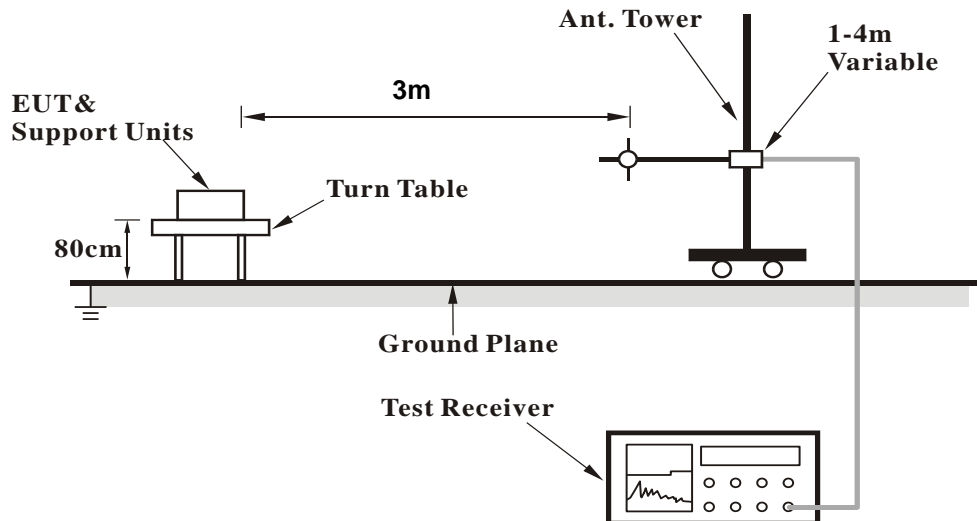 Ant. Tower
1-4m
Variable
3m
EUT&
Support Units
Turn Table
80cm
Ground Plane
Test Receiver